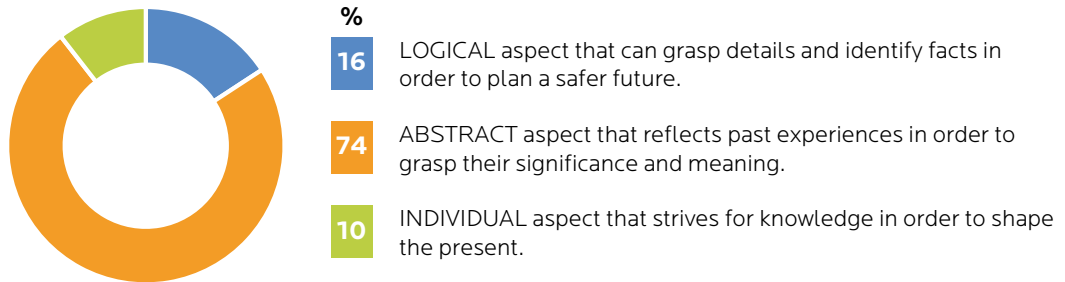 %
16
LOGICAL aspect that can grasp details and identify facts in
order to plan a safer future.
74
ABSTRACT aspect that reflects past experiences in order to
grasp their significance and meaning.
10
INDIVIDUAL aspect that strives for knowledge in order to shape
the present.